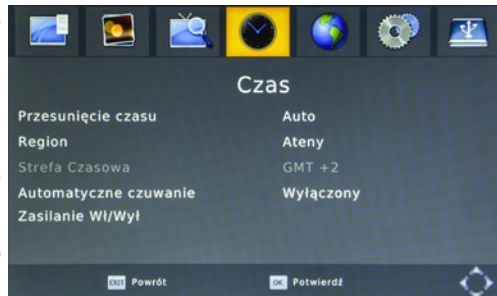 Czas
Przesunięcie czasu Auto
Region Ateny
Strefa Czasowa GMT +2
Automatyczne czuwanie Wyłączony
Zasilanie Wł/Wył
EXIT Powrót OK Potwierdź